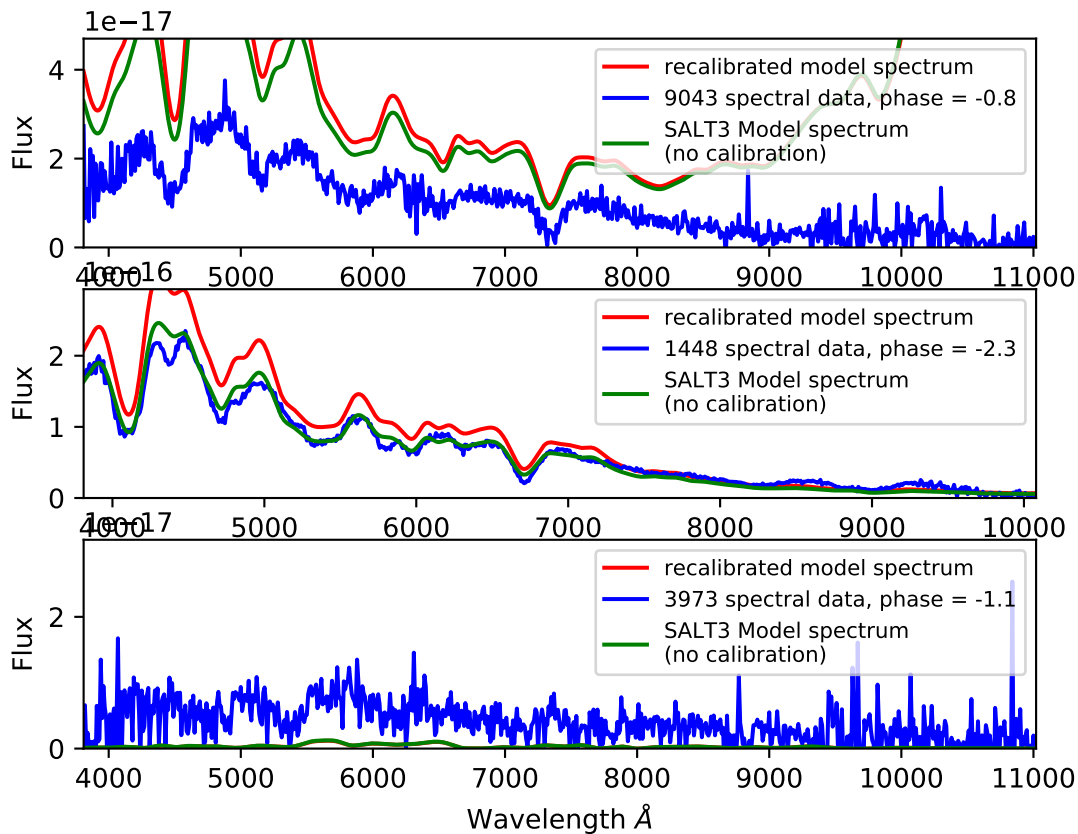 1e−17
4
2
0
Flux
recalibrated model spectrum
9043 spectral data, phase = -0.8
SALT3 Model spectrum
(no calibration)
4000 5000 6000 7000 8000 9000 10000 11000
1e−16
2
1
0
Flux
recalibrated model spectrum
1448 spectral data, phase = -2.3
SALT3 Model spectrum
(no calibration)
4000 5000 6000 7000 8000 9000 10000
1e−17
2
0
Flux
recalibrated model spectrum
3973 spectral data, phase = -1.1
SALT3 Model spectrum
(no calibration)
4000 5000 6000 7000 8000 9000 10000 11000
Wavelength Å